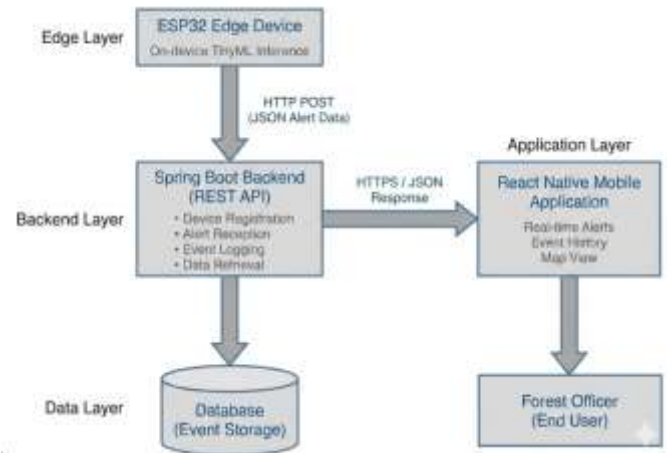 Edge Layer
ESP32 Edge Device
On-device TinyML Inference
HTTP POST
(JSON Alert Data)
Application Layer
Backend Layer
Spring Boot Backend
(REST API)
• Device Registration
• Alert Reception
• Event Logging
• Data Retrieval
HTTPS / JSON
Response
React Native Mobile
Application
Real-time Alerts
Event History
Map View
Data Layer
Database
(Event Storage)
Forest Officer
(End User)